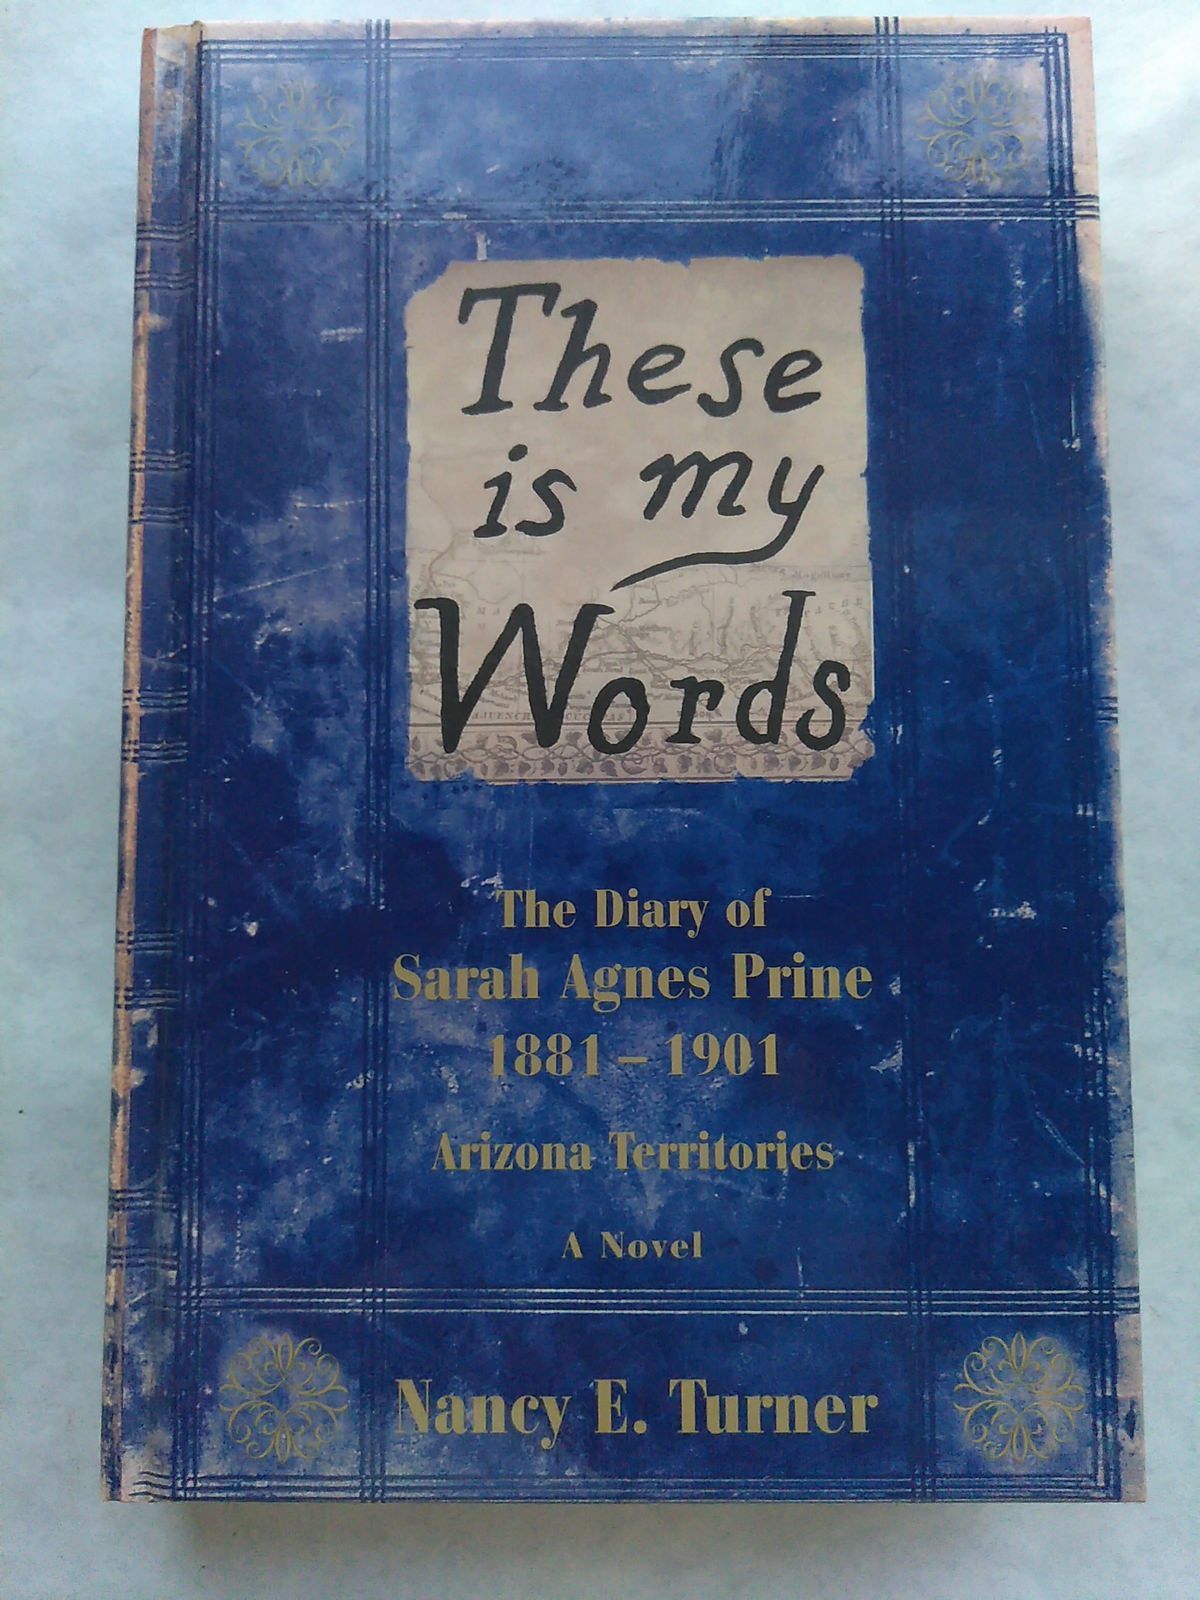 These
is my
Words
The Diary of
Sarah Agnes Prine
1881 – 1901
Arizona Territories
A Novel
Nancy E. Turner